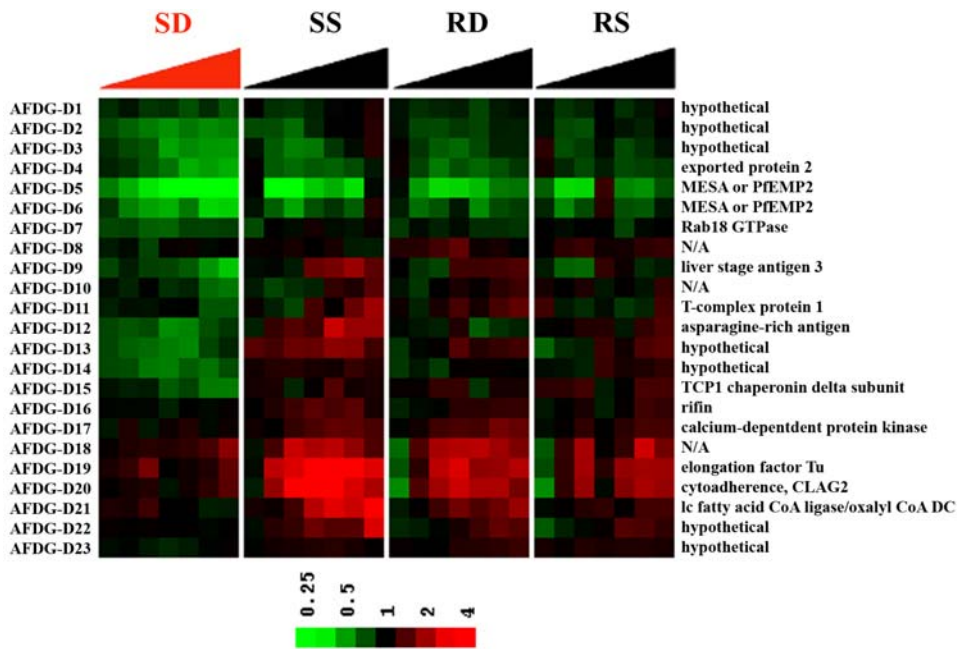 SD SS RD RS
AFDG-D1 hypothetical
AFDG-D2 hypothetical
AFDG-D3 hypothetical
AFDG-D4 exported protein 2
AFDG-D5 MESA or PfEMP2
AFDG-D6 MESA or PfEMP2
AFDG-D7 Rab18 GTPase
AFDG-D8 N/A
AFDG-D9 liver stage antigen 3
AFDG-D10 N/A
AFDG-D11 T-complex protein 1
AFDG-D12 asparagine-rich antigen
AFDG-D13 hypothetical
AFDG-D14 hypothetical
AFDG-D15 TCP1 chaperonin delta subunit
AFDG-D16 rifin
AFDG-D17 calcium-depentdent protein kinase
AFDG-D18 N/A
AFDG-D19 elongation factor Tu
AFDG-D20 cytoadherence, CLAG2
AFDG-D21 lc fatty acid CoA ligase/oxalyl CoA DC
AFDG-D22 hypothetical
AFDG-D23 hypothetical
0.25 0.5 1 2 4